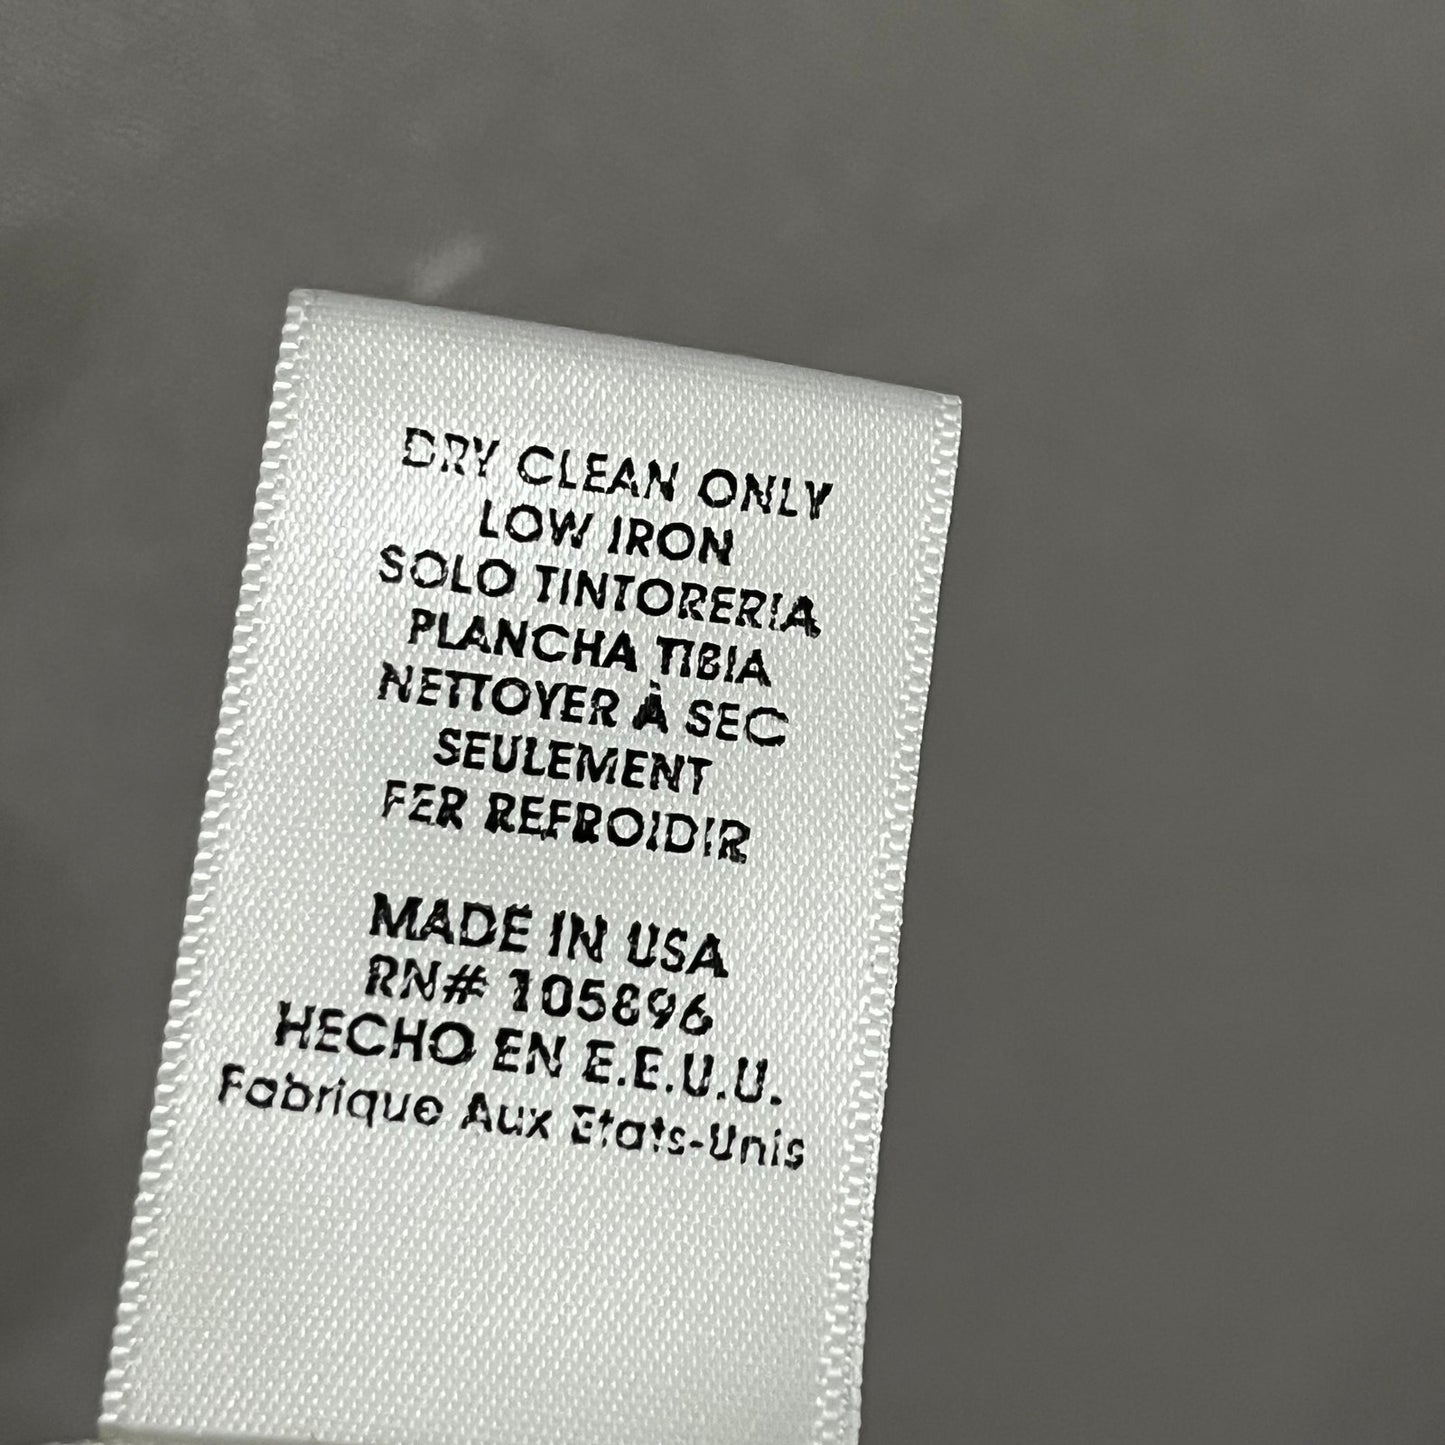 DRY CLEAN ONLY
LOW IRON
SOLO TINTORERIA
PLANCHA TIBIA
NETTOYER À SEC
SEULEMENT
FER REFROIDIR
MADE IN USA
RN# 105896
HECHO EN E.E.U.U.
Fabrique Aux Etats-Unis